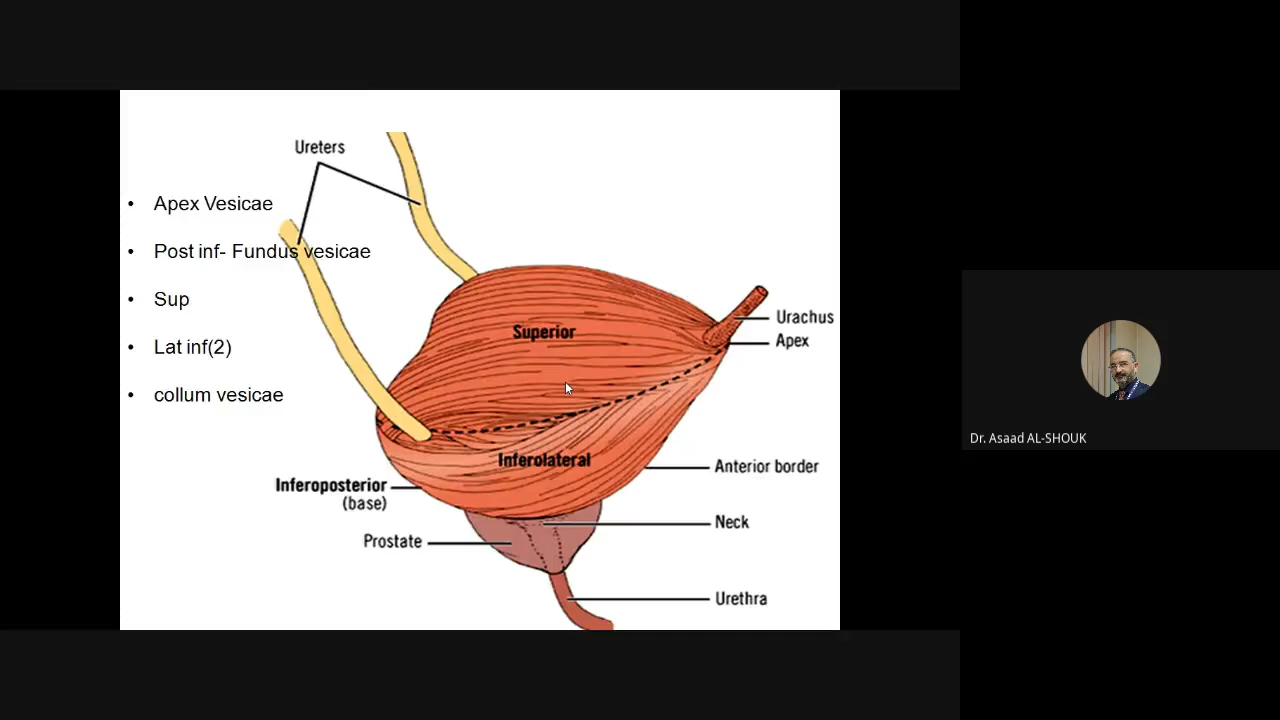 Ureters
• Apex Vesicae
• Post inf- Fundus vesicae
• Sup
• Lat inf(2)
• collum vesicae
Superior
Urachus
Apex
Inferolateral
Anterior border
Inferoposterior
(base)
Neck
Prostate
Urethra
Dr. Asaad AL-SHOUK